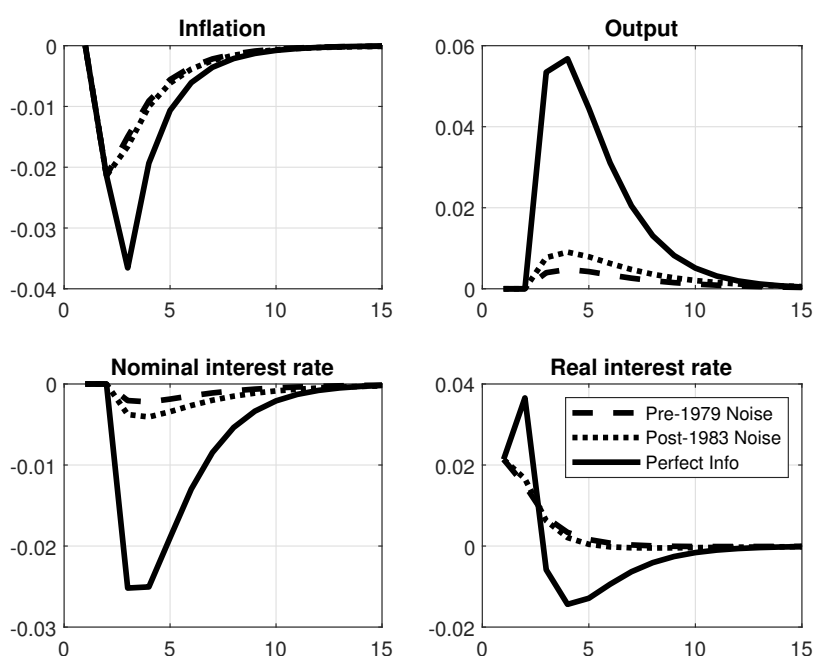 Inflation
0
-0.01
-0.02
-0.03
-0.04
0 5 10 15
Output
0.06
0.04
0.02
0
0 5 10 15
Nominal interest rate
0
-0.01
-0.02
-0.03
0 5 10 15
Real interest rate
0.04
0.02
0
-0.02
0 5 10 15
Pre-1979 Noise
Post-1983 Noise
Perfect Info